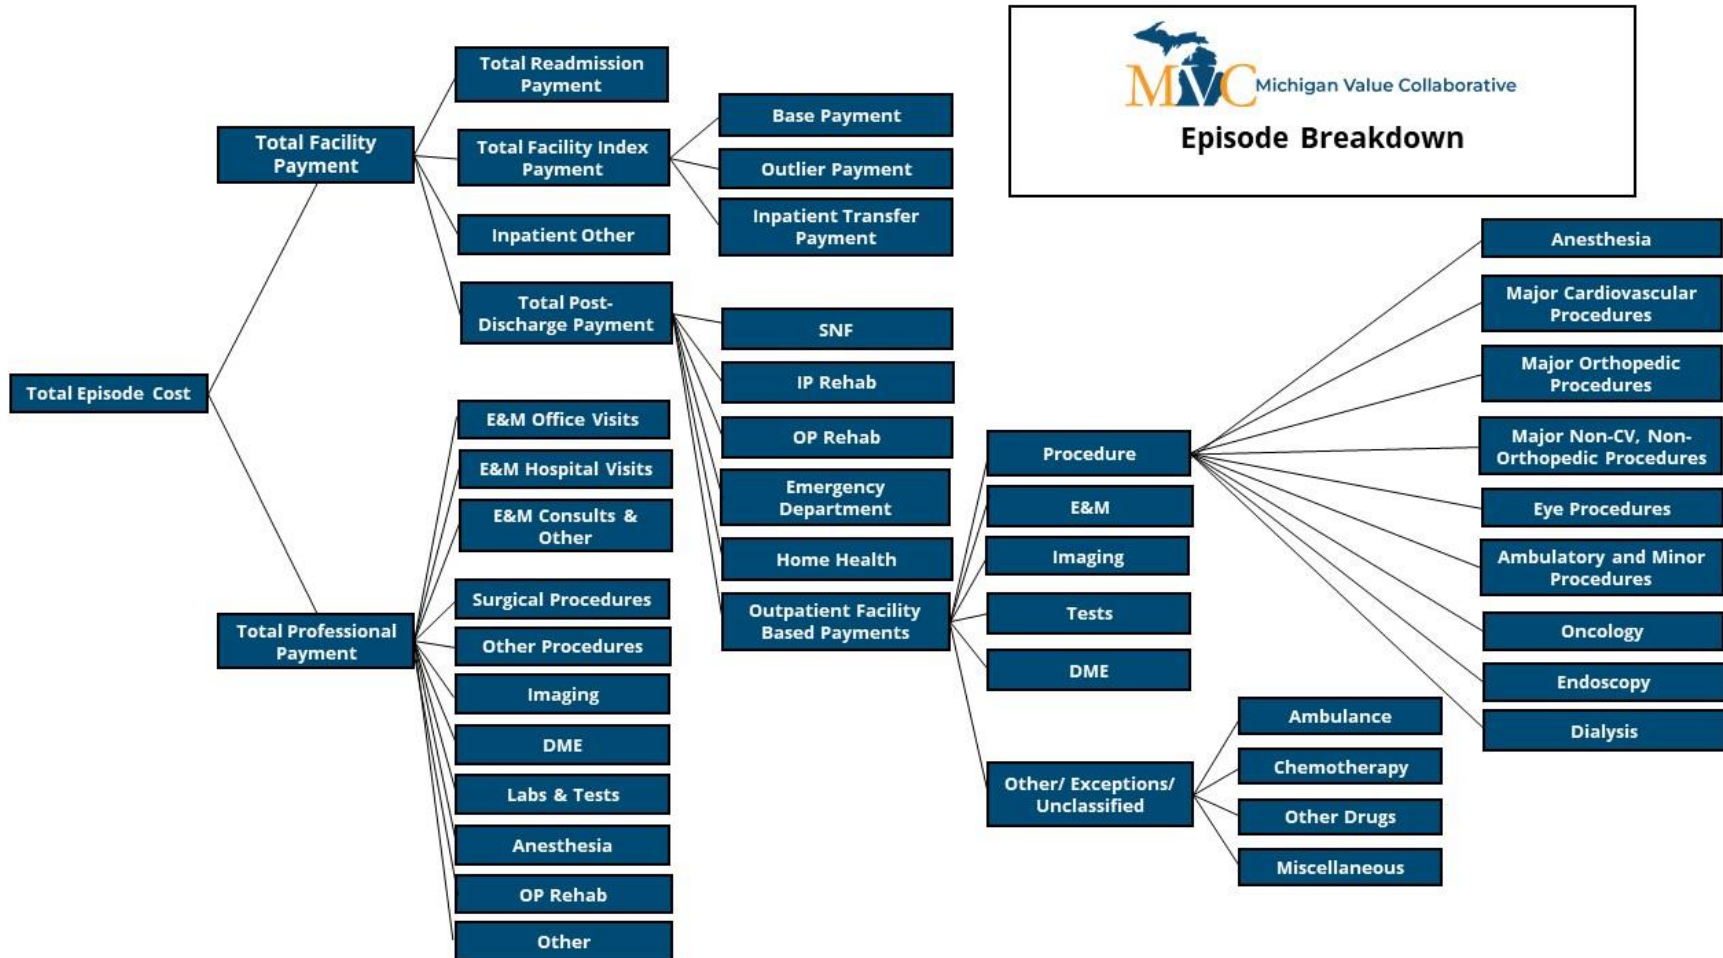 MVC Michigan Value Collaborative
Episode Breakdown
Total Episode Cost
Total Facility
Payment
Total Professional
Payment
Total Readmission
Payment
Total Facility Index
Payment
Inpatient Other
Total Post-
Discharge Payment
E&M Office Visits
E&M Hospital Visits
E&M Consults &
Other
Surgical Procedures
Other Procedures
Imaging
DME
Labs & Tests
Anesthesia
OP Rehab
Other
Base Payment
Outlier Payment
Inpatient Transfer
Payment
SNF
IP Rehab
OP Rehab
Emergency
Department
Home Health
Outpatient Facility
Based Payments
Procedure
E&M
Imaging
Tests
DME
Other/ Exceptions/
Unclassified
Ambulance
Chemotherapy
Other Drugs
Miscellaneous
Anesthesia
Major Cardiovascular
Procedures
Major Orthopedic
Procedures
Major Non-CV, Non-
Orthopedic Procedures
Eye Procedures
Ambulatory and Minor
Procedures
Oncology
Endoscopy
Dialysis